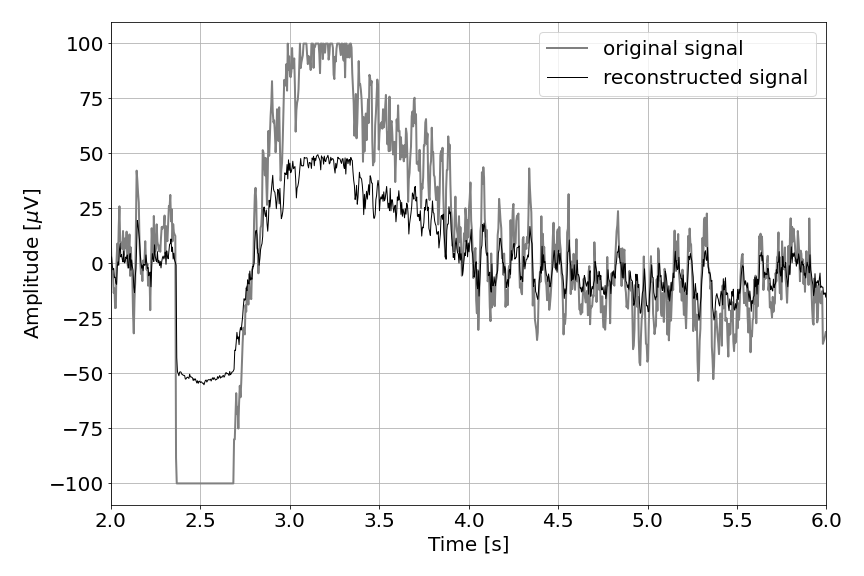 original signal
reconstructed signal
100
75
50
25
0
−25
−50
−75
−100
Amplitude [μV]
2.0 2.5 3.0 3.5 4.0 4.5 5.0 5.5 6.0
Time [s]